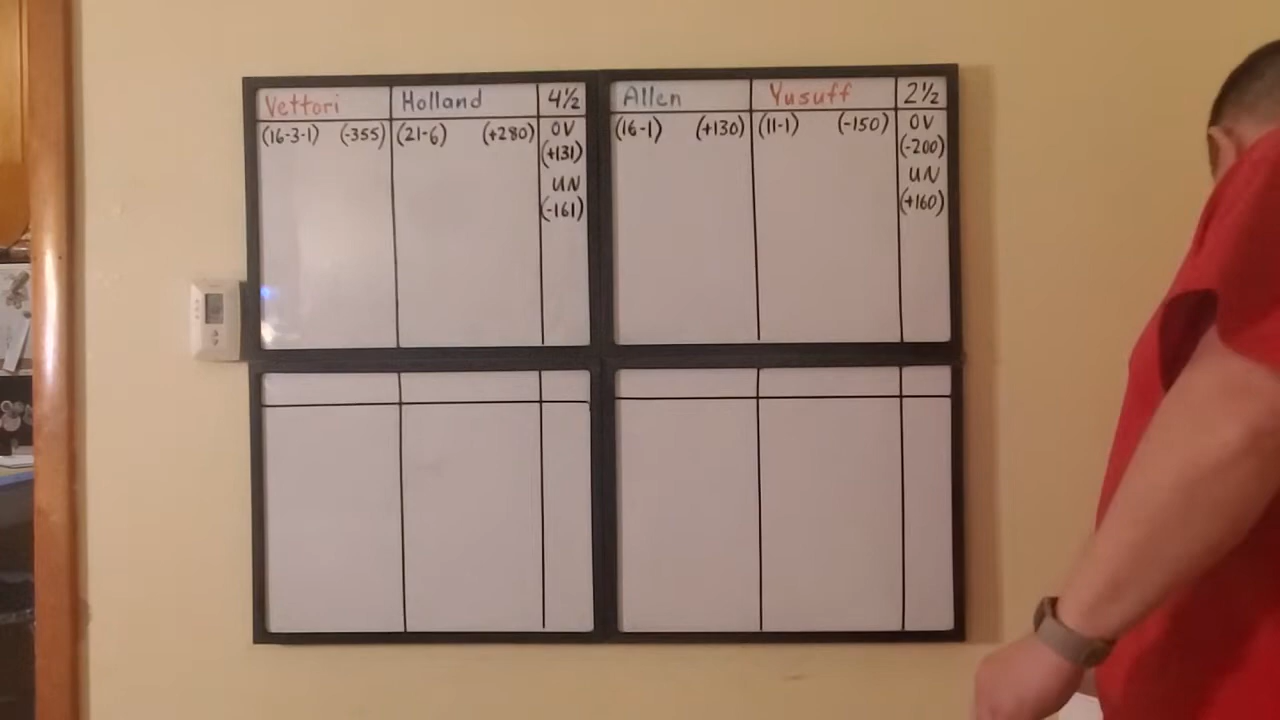 Vettori Holland 4½
(16-3-1) (-355) (21-6) (+280) OV
(+131)
UN
(-161)
Allen Yusuff 2½
(16-1) (+130) (11-1) (-150) OV
(-200)
UN
(+160)